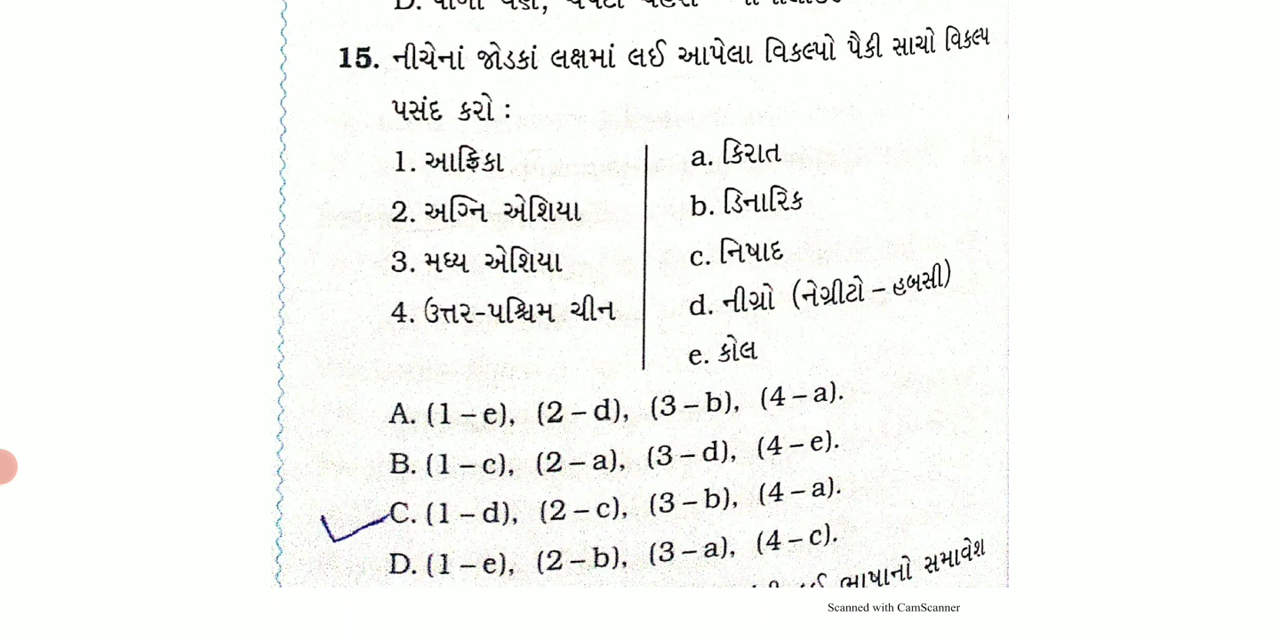 15. નીચેનાં જોડકાં લક્ષમાં લઈ આપેલા વિકલ્પો પૈકી સાચો વિકલ્પ
પસંદ કરો :
1. આફ્રિકા
2. અગ્નિ એશિયા
3. મધ્ય એશિયા
4. ઉત્તર-પશ્ચિમ ચીન
a. કિરાત
b. ડિનારિક
c. નિષાદ
d. નીગ્રો (નેગ્રીટો – હબસી)
e. કોલ
A. (1 – e), (2 – d), (3 – b), (4 – a).
B. (1 – c), (2 – a), (3 – d), (4 – e).
C. (1 – d), (2 – c), (3 – b), (4 – a).
D. (1 – e), (2 – b), (3 – a), (4 – c).
ભાષાનો સમાવેશ
Scanned with CamScanner